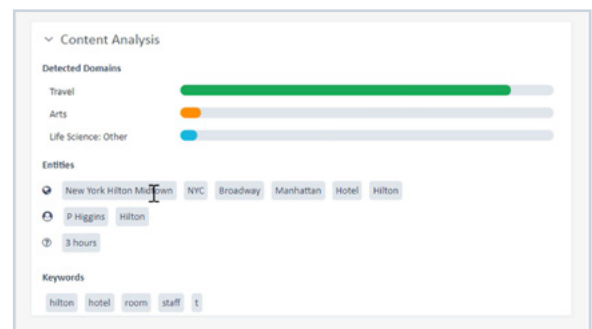 Content Analysis
Detected Domains
Travel
Arts
Life Science: Other
Entities
New York Hilton Midtown NYC Broadway Manhattan Hotel Hilton
P Higgins Hilton
3 hours
Keywords
hilton hotel room staff t